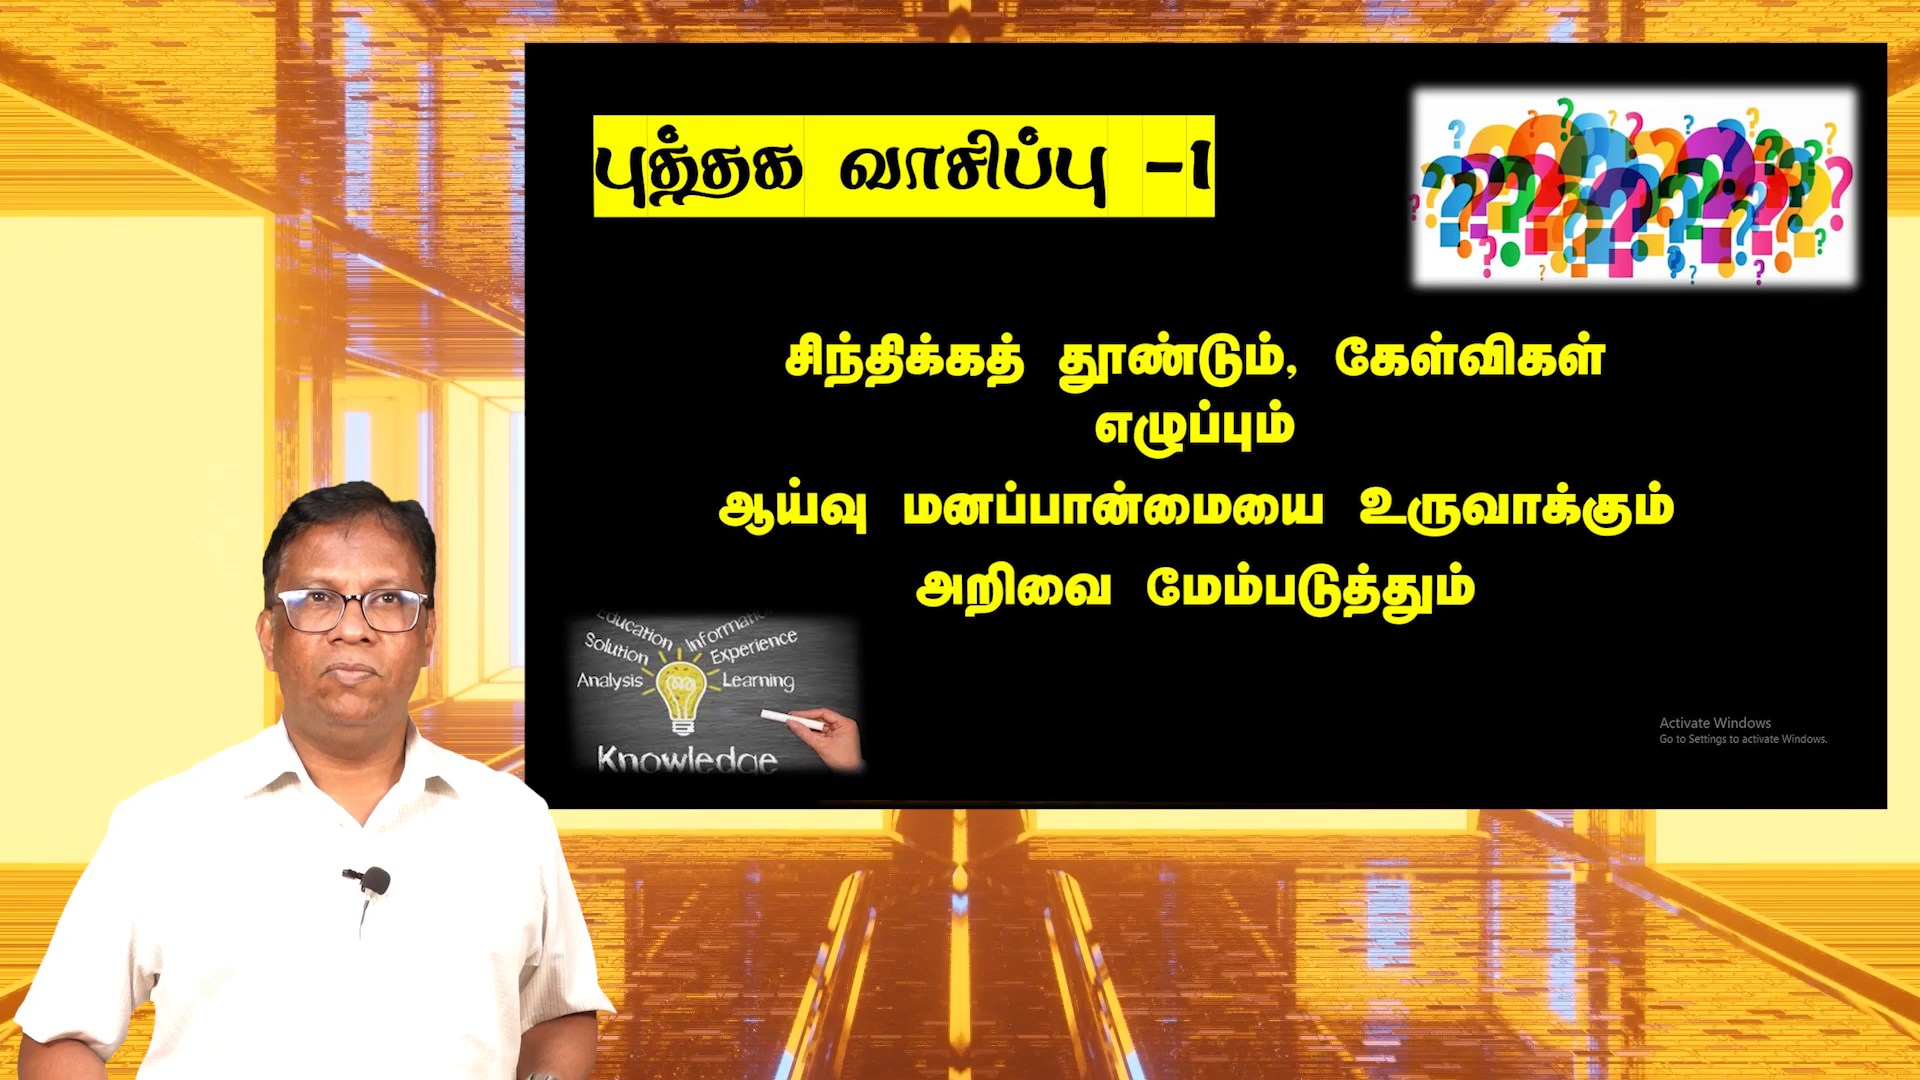 புத்தக வாசிப்பு -1
சிந்திக்கத் தூண்டும், கேள்விகள்
எழுப்பும்
ஆய்வு மனப்பான்மையை உருவாக்கும்
அறிவை மேம்படுத்தும்
Education Information
Solution Experience
Analysis Learning
Knowledge
Activate Windows
Go to Settings to activate Windows.